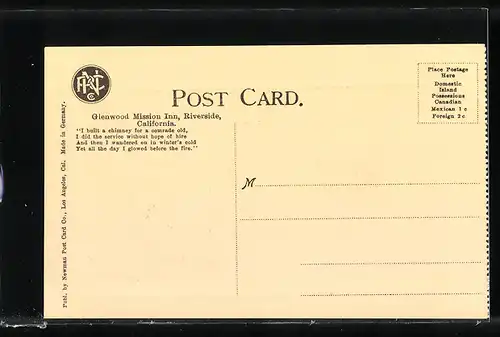 Place Postage
Here
Domestic
Island
Possessions
Canadian
Mexican 1 c
Foreign 2 c
POST CARD.
Glenwood Mission Inn, Riverside,
California.
"I built a chimney for a comrade old,
I did the service without hope of hire
And then I wandered on in winter's cold
Yet all the day I glowed before the fire."
M
Publ. by Newman Post Card Co., Los Angeles, Cal. Made in Germany.